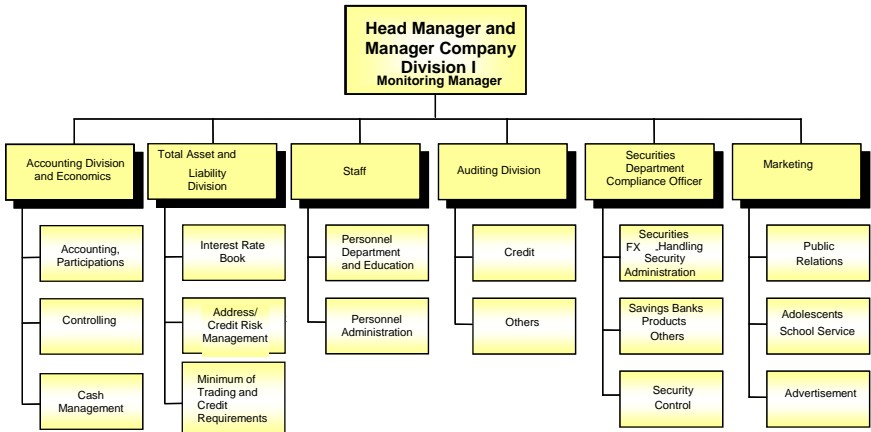 Head Manager and
Manager Company
Division I
Monitoring Manager
Accounting Division
and Economics
Total Asset and
Liability
Division
Staff
Auditing Division
Securities
Department
Compliance Officer
Marketing
Accounting,
Participations
Controlling
Cash
Management
Interest Rate
Book
Address/
Credit Risk
Management
Minimum of
Trading and
Credit
Requirements
Personnel
Department
and Education
Personnel
Administration
Credit
Others
Securities
FX .Handling
Security
Administration
Savings Banks
Products
Others
Security
Control
Public
Relations
Adolescents
School Service
Advertisement